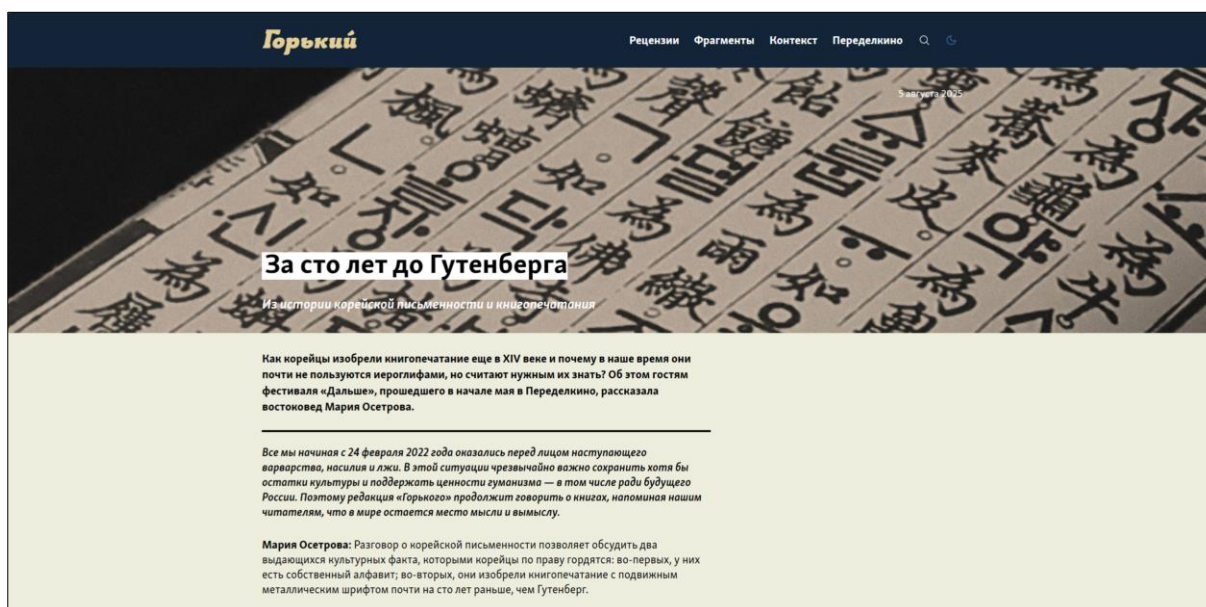 Горький
Рецензии Фрагменты Контекст Переделкино
5 августа 2025
За сто лет до Гутенберга
Из истории корейской письменности и книгопечатания
Как корейцы изобрели книгопечатание еще в XIV веке и почему в наше время они
почти не пользуются иероглифами, но считают нужным их знать? Об этом гостям
фестиваля «Дальше», прошедшего в начале мая в Переделкино, рассказала
востоковед Мария Осетрова.
Все мы начиная с 24 февраля 2022 года оказались перед лицом наступающего
варварства, насилия и лжи. В этой ситуации чрезвычайно важно сохранить хотя бы
остатки культуры и поддержать ценности гуманизма — в том числе ради будущего
России. Поэтому редакция «Горького» продолжит говорить о книгах, напоминая нашим
читателям, что в мире остается место мысли и вымыслу.
Мария Осетрова: Разговор о корейской письменности позволяет обсудить два
выдающихся культурных факта, которыми корейцы по праву гордятся: во-первых, у них
есть собственный алфавит; во-вторых, они изобрели книгопечатание с подвижным
металлическим шрифтом почти на сто лет раньше, чем Гутенберг.